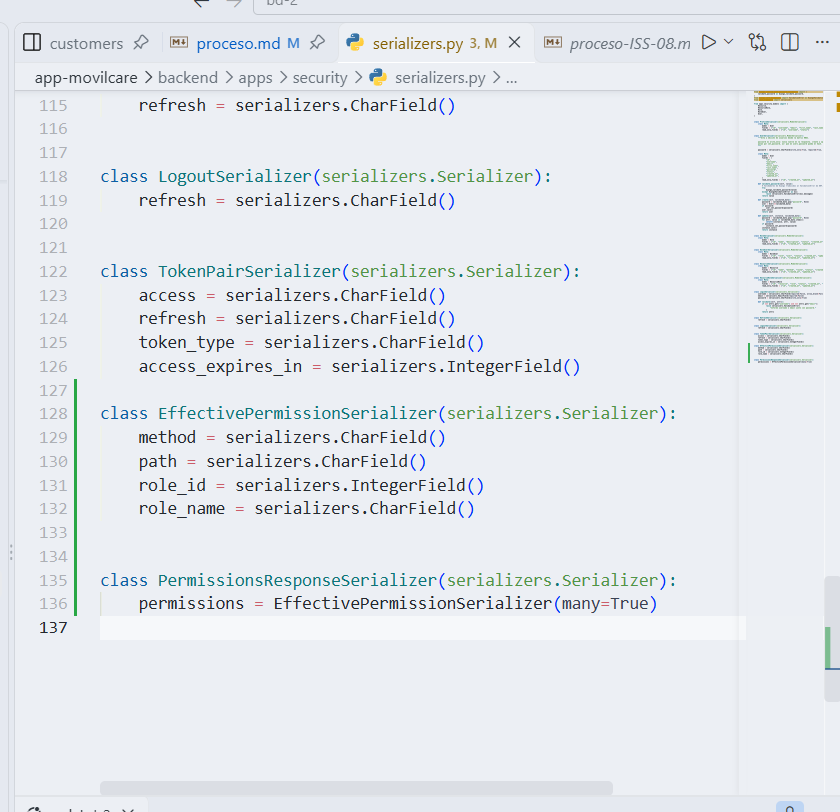 bd-2
customers
proceso.md M
serializers.py 3, M
proceso-ISS-08.m
app-movilcare > backend > apps > security > serializers.py > ...
115 refresh = serializers.CharField()
116
117
118 class LogoutSerializer(serializers.Serializer):
119     refresh = serializers.CharField()
120
121
122 class TokenPairSerializer(serializers.Serializer):
123     access = serializers.CharField()
124     refresh = serializers.CharField()
125     token_type = serializers.CharField()
126     access_expires_in = serializers.IntegerField()
127
128 class EffectivePermissionSerializer(serializers.Serializer):
129     method = serializers.CharField()
130     path = serializers.CharField()
131     role_id = serializers.IntegerField()
132     role_name = serializers.CharField()
133
134
135 class PermissionsResponseSerializer(serializers.Serializer):
136     permissions = EffectivePermissionSerializer(many=True)
137